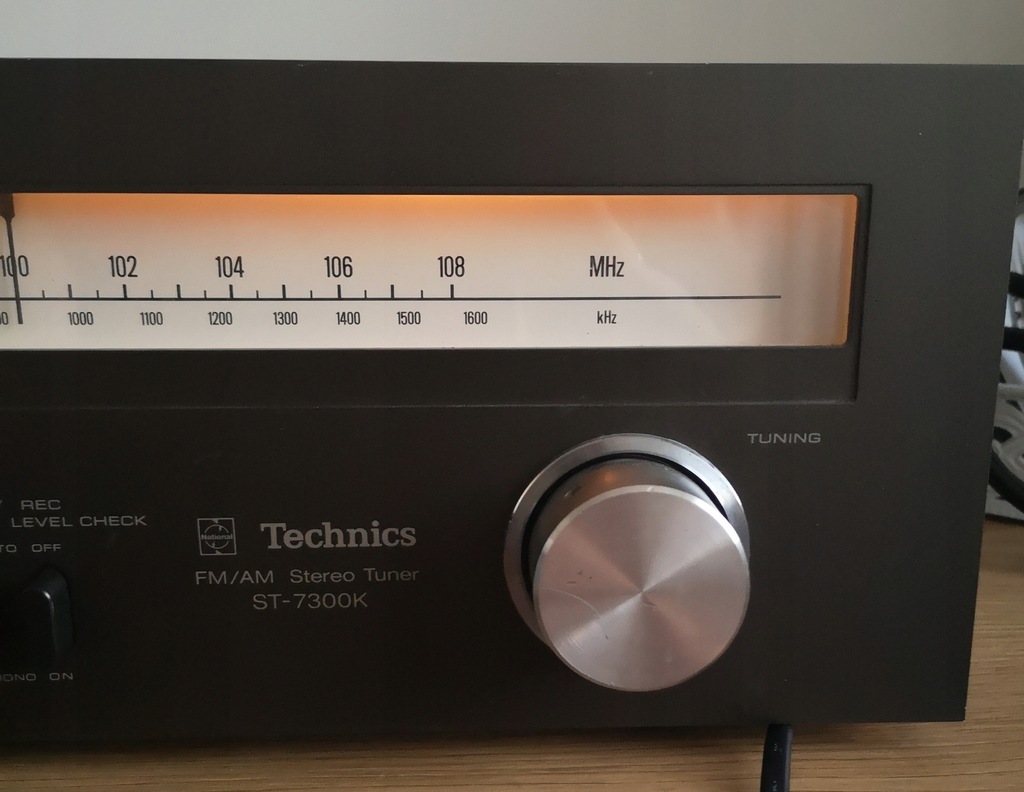 100 102 104 106 108 MHz
1000 1100 1200 1300 1400 1500 1600 kHz
TUNING
REC
LEVEL CHECK
OFF
National Technics
FM/AM Stereo Tuner
ST-7300K
ON